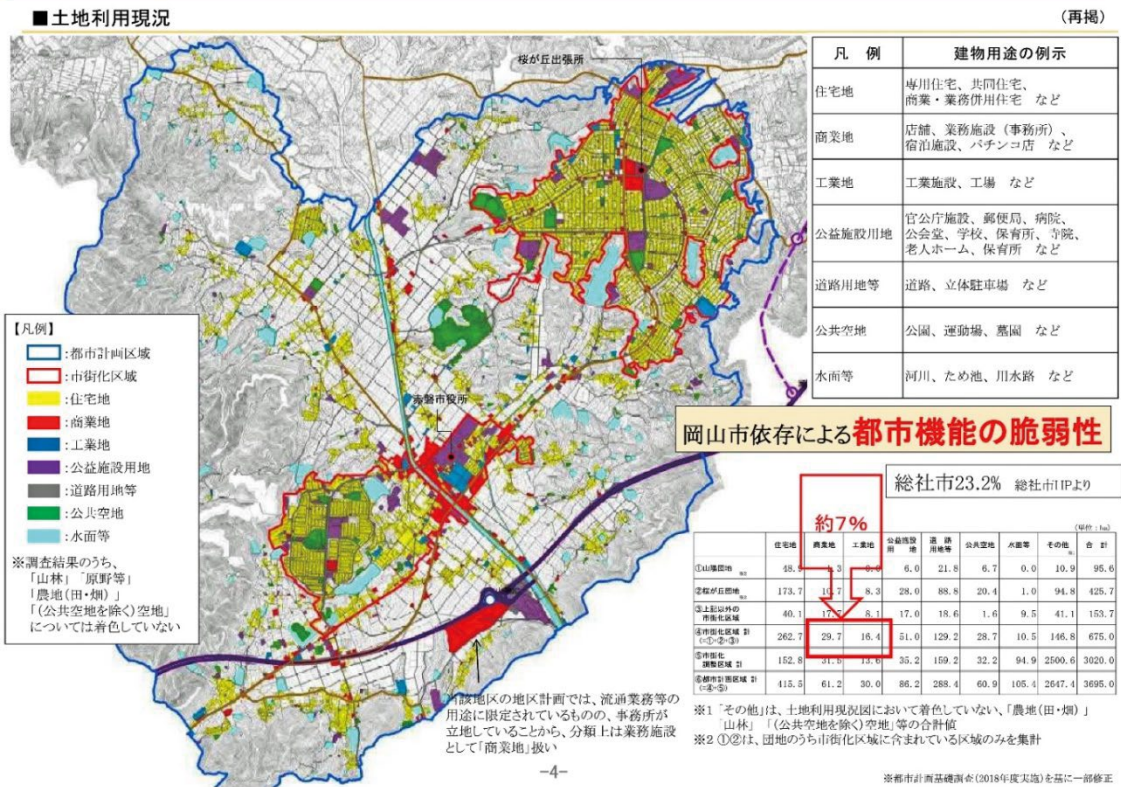 ■土地利用現況
(再掲)
桜が丘出張所
赤磐市役所
凡 例 建物用途の例示
住宅地 専用住宅、共同住宅、
商業・業務併用住宅 など
商業地 店舗、業務施設(事務所)、
宿泊施設、パチンコ店 など
工業地 工業施設、工場 など
公益施設用地 官公庁施設、郵便局、病院、
公会堂、学校、保育所、寺院、
老人ホーム、保育所 など
道路用地等 道路、立体駐車場 など
公共空地 公園、運動場、墓園 など
水面等 河川、ため池、用水路 など
【凡例】
:都市計画区域
:市街化区域
:住宅地
:商業地
:工業地
:公益施設用地
:道路用地等
:公共空地
:水面等
※調査結果のうち、
「山林」「原野等」
「農地(田・畑)」
「(公共空地を除く)空地」
については着色していない
岡山市依存による都市機能の脆弱性
総社市23.2% 総社市HPより
約7%
(単位:ha)
住宅地 商業地 工業地 公益施設用地 道路用地等 公共空地 水面等 その他 ※1 合計
①山陽団地 ※2 48. .3 0.0 6.0 21.8 6.7 0.0 10.9 95.6
②桜が丘団地 ※2 173.7 10.7 8.3 28.0 88.8 20.4 1.0 94.8 425.7
③上記以外の市街化区域 40.1 17.7 8.1 17.0 18.6 1.6 9.5 41.1 153.7
④市街化区域 計(=①+②+③) 262.7 29.7 16.4 51.0 129.2 28.7 10.5 146.8 675.0
⑤市街化調整区域 計 152.8 31.5 13.6 35.2 159.2 32.2 94.9 2500.6 3020.0
⑥都市計画区域 計(=④+⑤) 415.5 61.2 30.0 86.2 288.4 60.9 105.4 2647.4 3695.0
※1 「その他」は、土地利用現況図において着色していない、「農地(田・畑)」
「山林」「(公共空地を除く)空地」等の合計値
※2 ①②は、団地のうち市街化区域に含まれている区域のみを集計
当該地区の地区計画では、流通業務等の
用途に限定されているものの、事務所が
立地していることから、分類上は業務施設
として「商業地」扱い
-4-
※都市計画基礎調査(2018年度実施)を基に一部修正